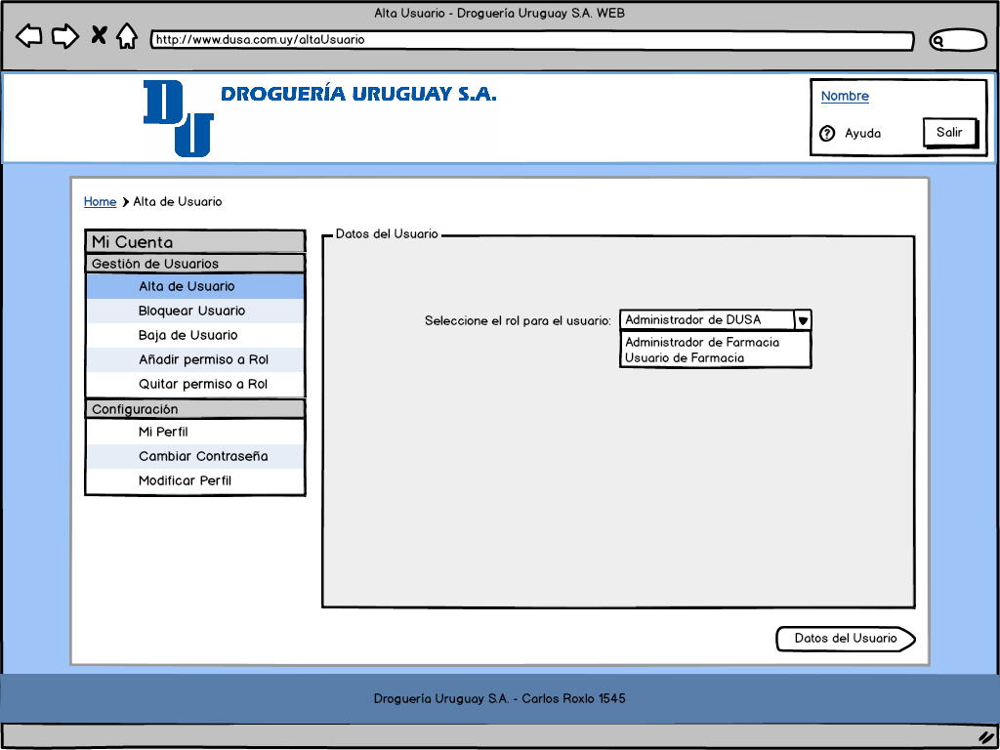 Alta Usuario - Droguería Uruguay S.A. WEB
http://www.dusa.com.uy/altaUsuario
DU
DROGUERÍA URUGUAY S.A.
Nombre
? Ayuda
Salir
Home > Alta de Usuario
Mi Cuenta
Gestión de Usuarios
Alta de Usuario
Bloquear Usuario
Baja de Usuario
Añadir permiso a Rol
Quitar permiso a Rol
Configuración
Mi Perfil
Cambiar Contraseña
Modificar Perfil
Datos del Usuario
Seleccione el rol para el usuario: Administrador de DUSA
Administrador de Farmacia
Usuario de Farmacia
Datos del Usuario
Droguería Uruguay S.A. - Carlos Roxlo 1545